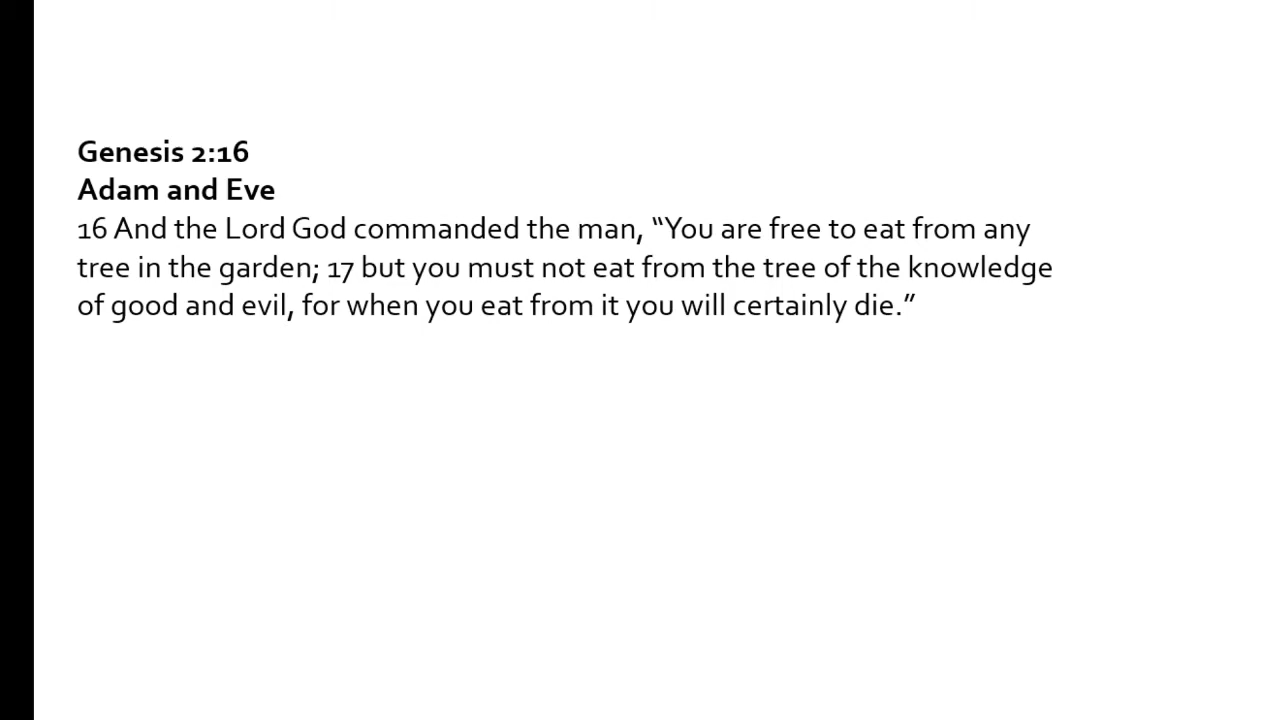 Genesis 2:16
Adam and Eve
16 And the Lord God commanded the man, “You are free to eat from any
tree in the garden; 17 but you must not eat from the tree of the knowledge
of good and evil, for when you eat from it you will certainly die.”